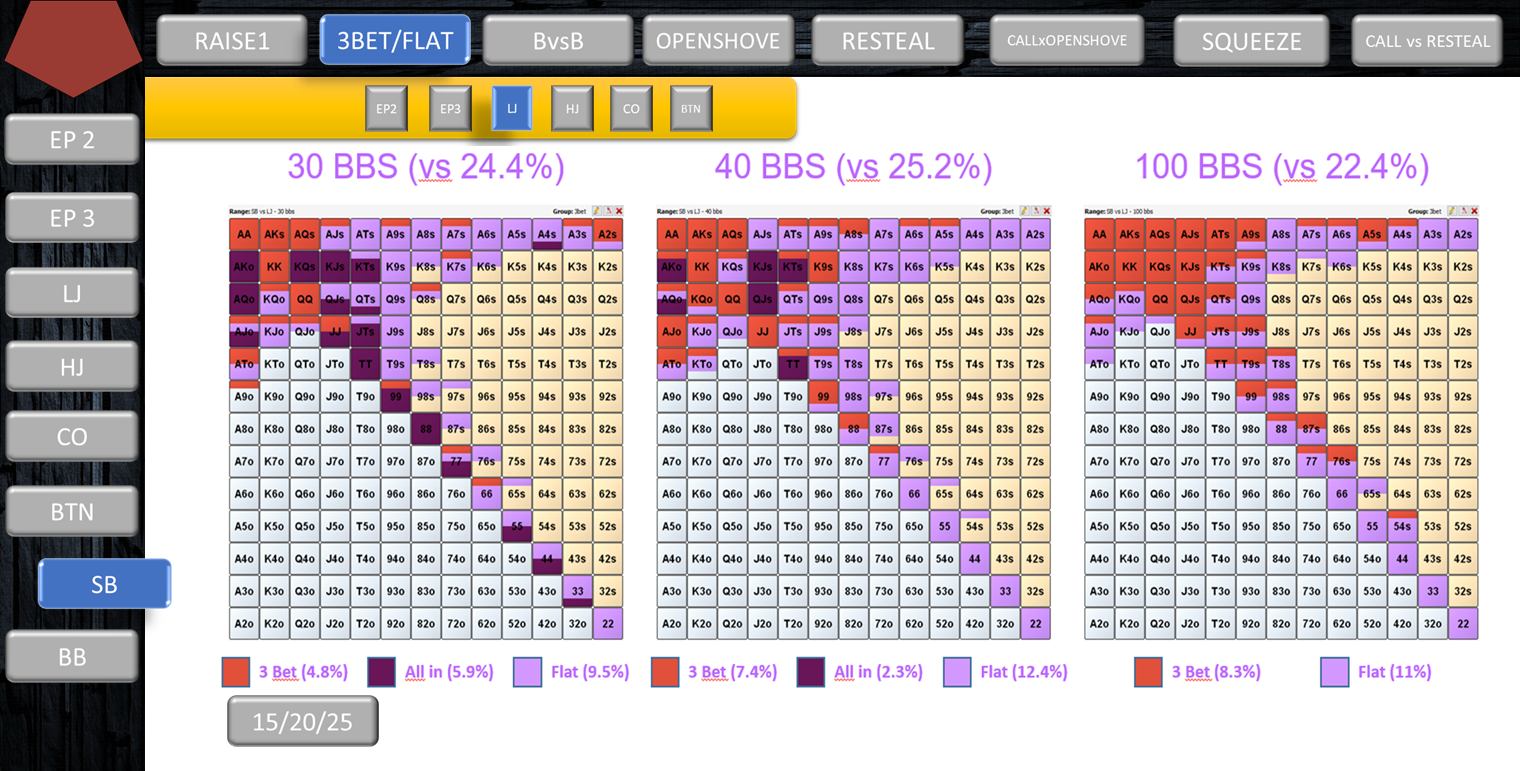 RAISE1 3BET/FLAT BvsB OPENSHOVE RESTEAL CALLxOPENSHOVE SQUEEZE CALL vs RESTEAL
EP2 EP3 LJ HJ CO BTN
EP 2
EP 3
LJ
HJ
CO
BTN
SB
BB
30 BBS (vs 24.4%)
Range: SB vs LJ - 30 bbs Group: 3bet
AA AKs AQs AJs ATs A9s A8s A7s A6s A5s A4s A3s A2s
AKo KK KQs KJs KTs K9s K8s K7s K6s K5s K4s K3s K2s
AQo KQo QQ QJs QTs Q9s Q8s Q7s Q6s Q5s Q4s Q3s Q2s
AJo KJo QJo JJ JTs J9s J8s J7s J6s J5s J4s J3s J2s
ATo KTo QTo JTo TT T9s T8s T7s T6s T5s T4s T3s T2s
A9o K9o Q9o J9o T9o 99 98s 97s 96s 95s 94s 93s 92s
A8o K8o Q8o J8o T8o 98o 88 87s 86s 85s 84s 83s 82s
A7o K7o Q7o J7o T7o 97o 87o 77 76s 75s 74s 73s 72s
A6o K6o Q6o J6o T6o 96o 86o 76o 66 65s 64s 63s 62s
A5o K5o Q5o J5o T5o 95o 85o 75o 65o 55 54s 53s 52s
A4o K4o Q4o J4o T4o 94o 84o 74o 64o 54o 44 43s 42s
A3o K3o Q3o J3o T3o 93o 83o 73o 63o 53o 43o 33 32s
A2o K2o Q2o J2o T2o 92o 82o 72o 62o 52o 42o 32o 22
3 Bet (4.8%) All in (5.9%) Flat (9.5%)
40 BBS (vs 25.2%)
Range: SB vs LJ - 40 bbs Group: 3bet
AA AKs AQs AJs ATs A9s A8s A7s A6s A5s A4s A3s A2s
AKo KK KQs KJs KTs K9s K8s K7s K6s K5s K4s K3s K2s
AQo KQo QQ QJs QTs Q9s Q8s Q7s Q6s Q5s Q4s Q3s Q2s
AJo KJo QJo JJ JTs J9s J8s J7s J6s J5s J4s J3s J2s
ATo KTo QTo JTo TT T9s T8s T7s T6s T5s T4s T3s T2s
A9o K9o Q9o J9o T9o 99 98s 97s 96s 95s 94s 93s 92s
A8o K8o Q8o J8o T8o 98o 88 87s 86s 85s 84s 83s 82s
A7o K7o Q7o J7o T7o 97o 87o 77 76s 75s 74s 73s 72s
A6o K6o Q6o J6o T6o 96o 86o 76o 66 65s 64s 63s 62s
A5o K5o Q5o J5o T5o 95o 85o 75o 65o 55 54s 53s 52s
A4o K4o Q4o J4o T4o 94o 84o 74o 64o 54o 44 43s 42s
A3o K3o Q3o J3o T3o 93o 83o 73o 63o 53o 43o 33 32s
A2o K2o Q2o J2o T2o 92o 82o 72o 62o 52o 42o 32o 22
3 Bet (7.4%) All in (2.3%) Flat (12.4%)
100 BBS (vs 22.4%)
Range: SB vs LJ - 100 bbs Group: 3bet
AA AKs AQs AJs ATs A9s A8s A7s A6s A5s A4s A3s A2s
AKo KK KQs KJs KTs K9s K8s K7s K6s K5s K4s K3s K2s
AQo KQo QQ QJs QTs Q9s Q8s Q7s Q6s Q5s Q4s Q3s Q2s
AJo KJo QJo JJ JTs J9s J8s J7s J6s J5s J4s J3s J2s
ATo KTo QTo JTo TT T9s T8s T7s T6s T5s T4s T3s T2s
A9o K9o Q9o J9o T9o 99 98s 97s 96s 95s 94s 93s 92s
A8o K8o Q8o J8o T8o 98o 88 87s 86s 85s 84s 83s 82s
A7o K7o Q7o J7o T7o 97o 87o 77 76s 75s 74s 73s 72s
A6o K6o Q6o J6o T6o 96o 86o 76o 66 65s 64s 63s 62s
A5o K5o Q5o J5o T5o 95o 85o 75o 65o 55 54s 53s 52s
A4o K4o Q4o J4o T4o 94o 84o 74o 64o 54o 44 43s 42s
A3o K3o Q3o J3o T3o 93o 83o 73o 63o 53o 43o 33 32s
A2o K2o Q2o J2o T2o 92o 82o 72o 62o 52o 42o 32o 22
3 Bet (8.3%) Flat (11%)
15/20/25